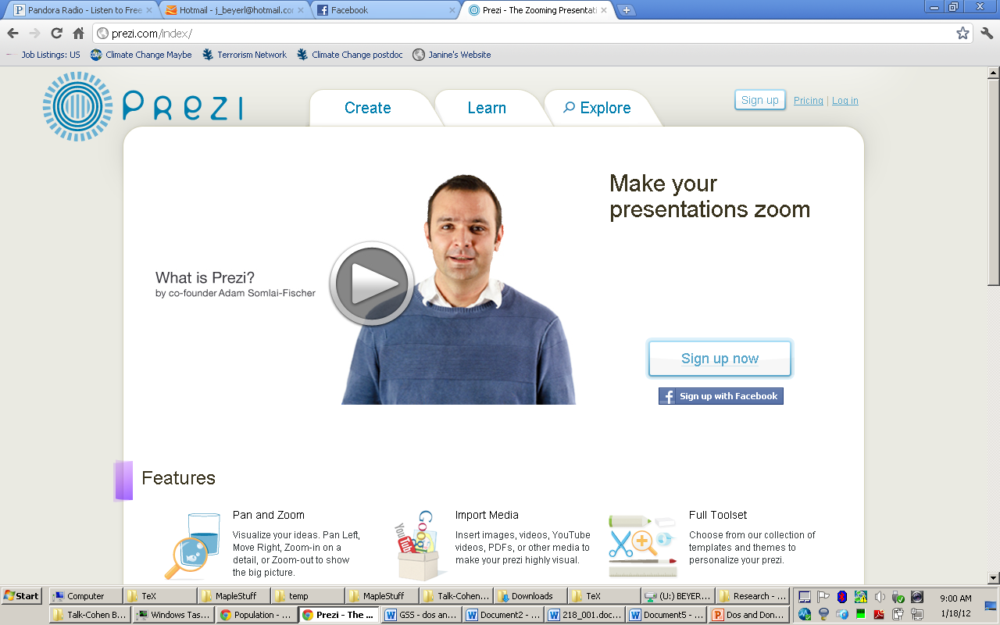 Pandora Radio - Listen to Free
Hotmail - j_beyerl@hotmail.co
Facebook
Prezi - The Zooming Presentati
prezi.com/index/
Job Listings: US
Climate Change Maybe
Terrorism Network
Climate Change postdoc
Janine's Website
PREZI
Create
Learn
Explore
Sign up
Pricing | Log in
Make your
presentations zoom
What is Prezi?
by co-founder Adam Somlai-Fischer
Sign up now
f Sign up with Facebook
Features
Pan and Zoom
Visualize your ideas. Pan Left,
Move Right, Zoom-in on a
detail, or Zoom-out to show
the big picture.
You Tube
Google
Import Media
Insert images, videos, YouTube
videos, PDFs, or other media to
make your prezi highly visual.
Full Toolset
Choose from our collection of
templates and themes to
personalize your prezi.
Start
Computer
TeX
MapleStuff
temp
MapleStuff
Talk-Cohen...
Downloads
TeX
(U:) BEYER...
Research - ...
Talk-Cohen B...
Windows Tas...
Population - ...
Prezi - The ...
GSS - dos an...
Document2 - ...
218_001.doc...
Document5 - ...
Dos and Don...
9:00 AM
1/18/12